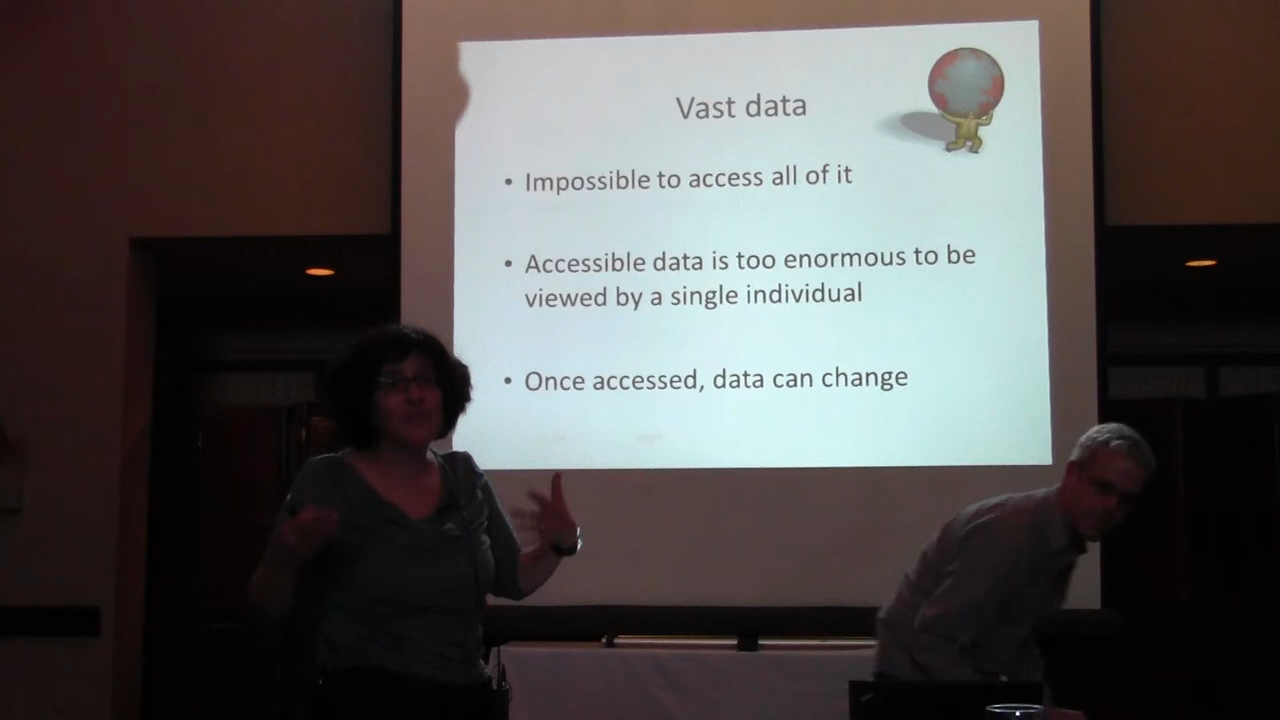 Vast data
• Impossible to access all of it
• Accessible data is too enormous to be
viewed by a single individual
• Once accessed, data can change